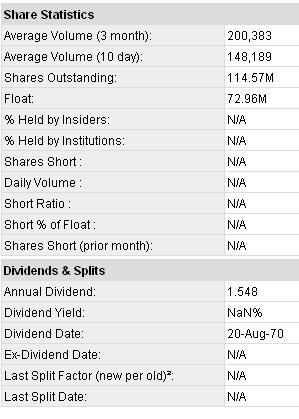 Share Statistics
Average Volume (3 month): 200,383
Average Volume (10 day): 148,189
Shares Outstanding: 114.57M
Float: 72.96M
% Held by Insiders: N/A
% Held by Institutions: N/A
Shares Short : N/A
Daily Volume : N/A
Short Ratio : N/A
Short % of Float : N/A
Shares Short (prior month): N/A
Dividends & Splits
Annual Dividend: 1.548
Dividend Yield: NaN%
Dividend Date: 20-Aug-70
Ex-Dividend Date: N/A
Last Split Factor (new per old)²: N/A
Last Split Date: N/A